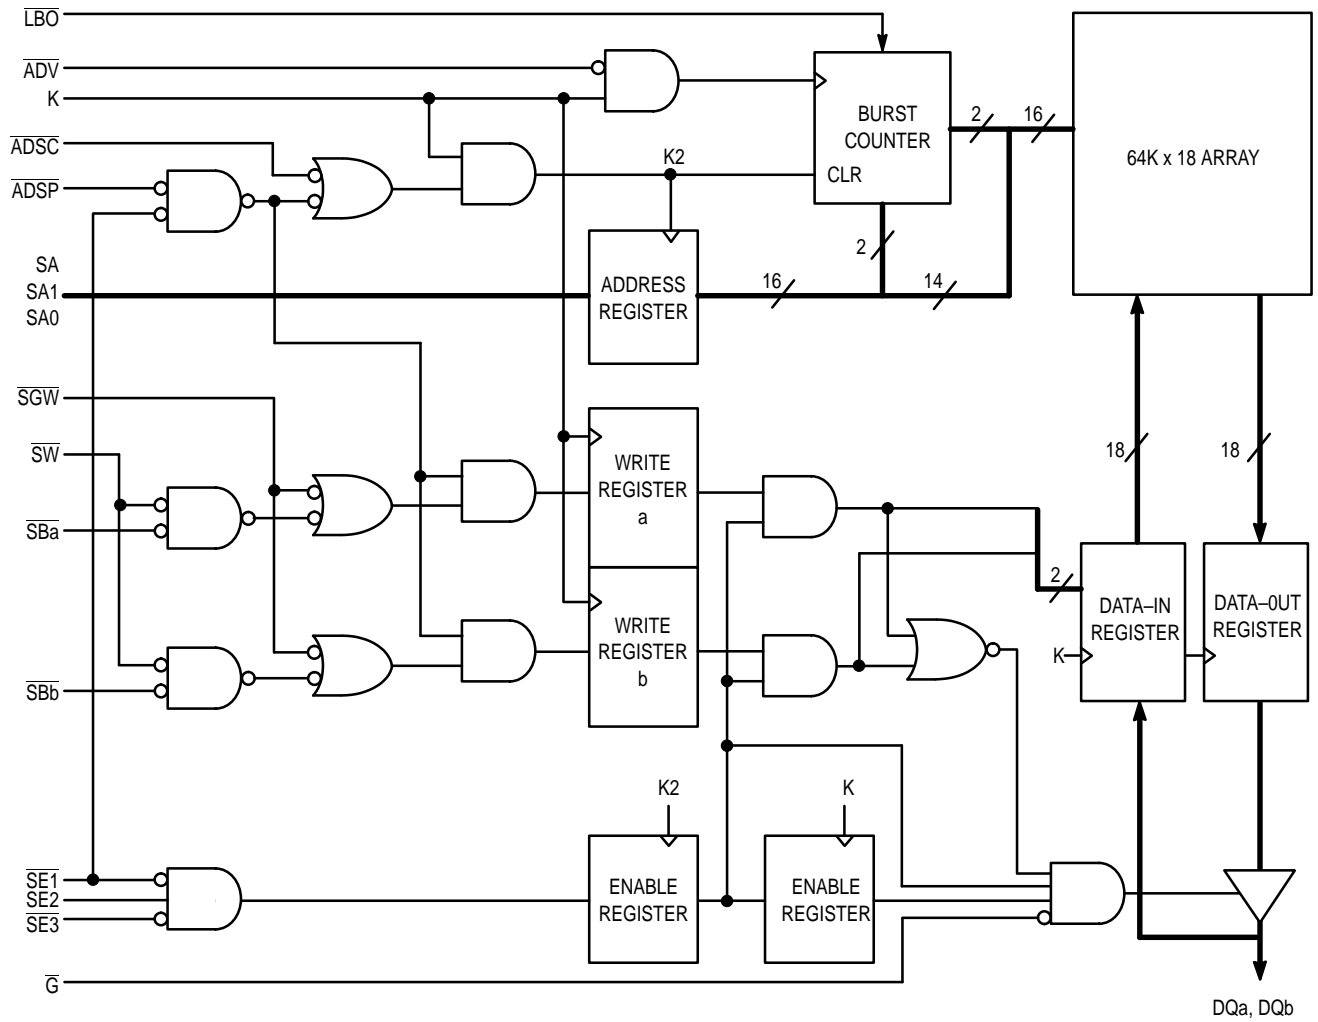 LBO
ADV
K
ADSC
ADSP
K2
BURST
COUNTER
CLR
2
16
64K x 18 ARRAY
2
SA
SA1
SA0
ADDRESS
REGISTER
16
14
SGW
SW
SBa
SBb
WRITE
REGISTER
a
WRITE
REGISTER
b
18
18
2
DATA–IN
REGISTER
K
DATA–0UT
REGISTER
K2
K
SE1
SE2
SE3
ENABLE
REGISTER
ENABLE
REGISTER
G
DQa, DQb